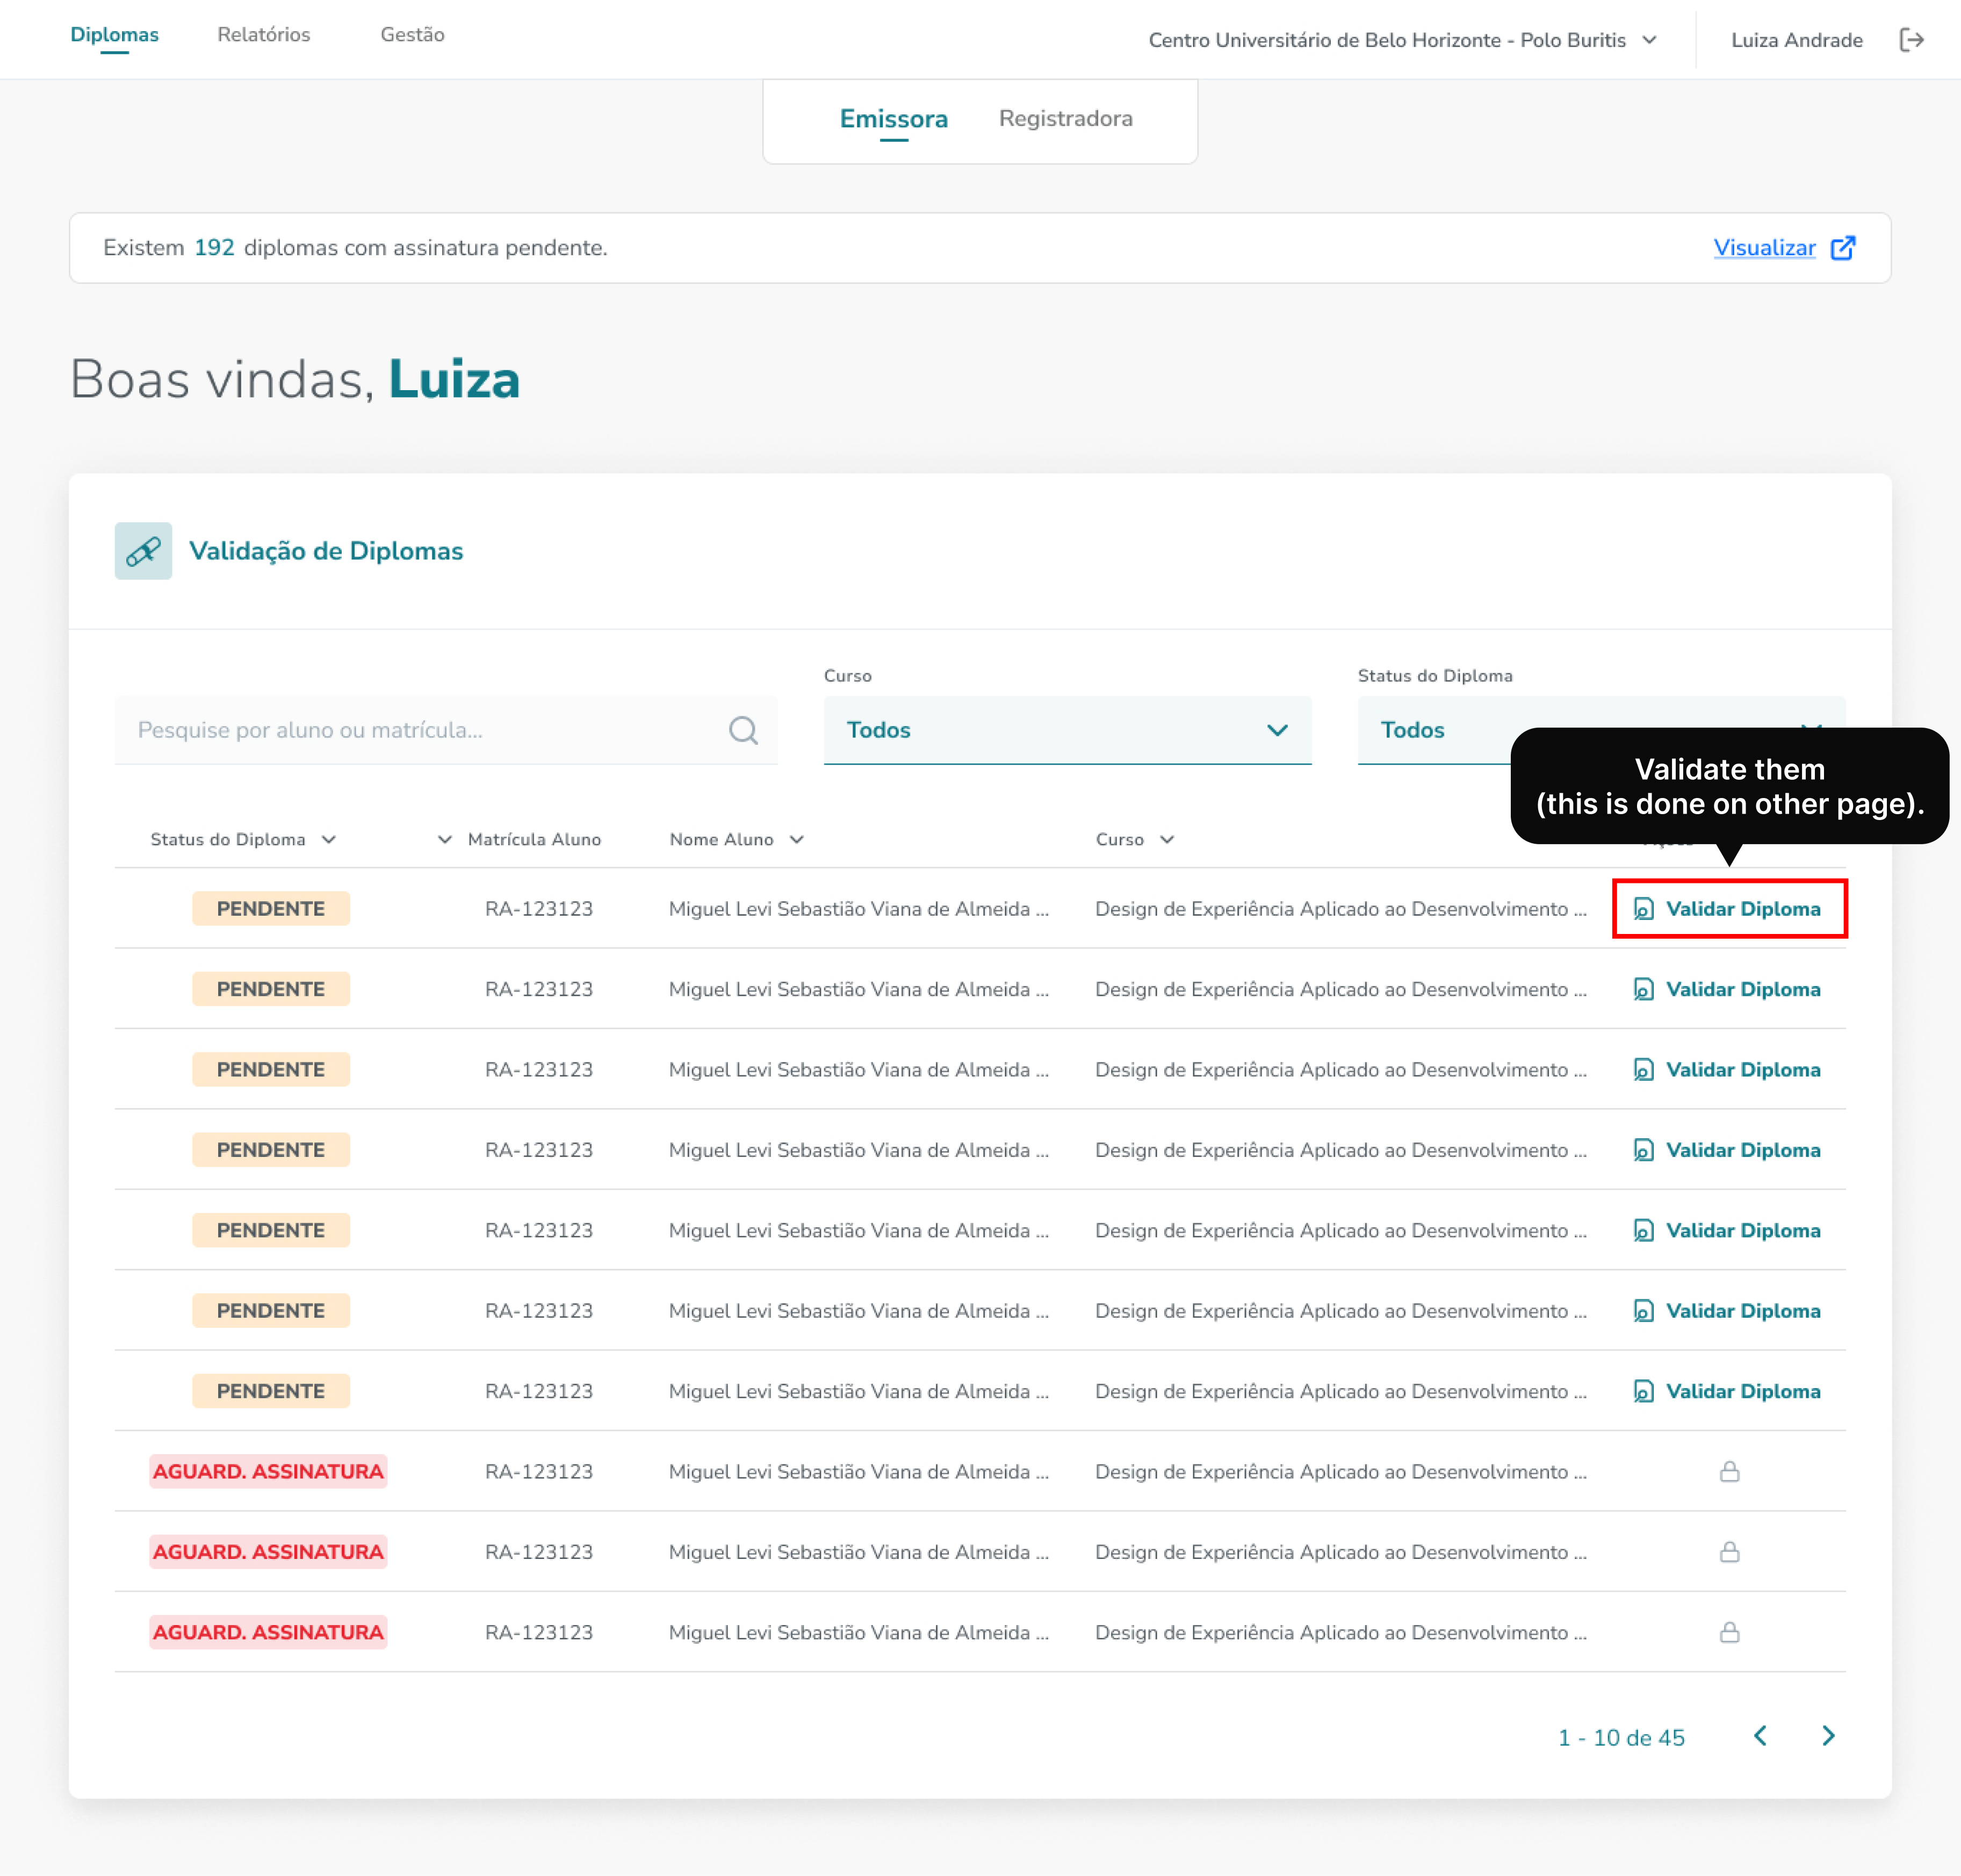 Diplomas Relatórios Gestão Centro Universitário de Belo Horizonte - Polo Buritis Luiza Andrade
Emissora Registradora
Existem 192 diplomas com assinatura pendente. Visualizar
Boas vindas, Luiza
Validação de Diplomas
Curso Status do Diploma
Pesquise por aluno ou matrícula... Todos Todos
Validate them
(this is done on other page).
Status do Diploma Matrícula Aluno Nome Aluno Curso
PENDENTE RA-123123 Miguel Levi Sebastião Viana de Almeida ... Design de Experiência Aplicado ao Desenvolvimento ... Validar Diploma
PENDENTE RA-123123 Miguel Levi Sebastião Viana de Almeida ... Design de Experiência Aplicado ao Desenvolvimento ... Validar Diploma
PENDENTE RA-123123 Miguel Levi Sebastião Viana de Almeida ... Design de Experiência Aplicado ao Desenvolvimento ... Validar Diploma
PENDENTE RA-123123 Miguel Levi Sebastião Viana de Almeida ... Design de Experiência Aplicado ao Desenvolvimento ... Validar Diploma
PENDENTE RA-123123 Miguel Levi Sebastião Viana de Almeida ... Design de Experiência Aplicado ao Desenvolvimento ... Validar Diploma
PENDENTE RA-123123 Miguel Levi Sebastião Viana de Almeida ... Design de Experiência Aplicado ao Desenvolvimento ... Validar Diploma
PENDENTE RA-123123 Miguel Levi Sebastião Viana de Almeida ... Design de Experiência Aplicado ao Desenvolvimento ... Validar Diploma
AGUARD. ASSINATURA RA-123123 Miguel Levi Sebastião Viana de Almeida ... Design de Experiência Aplicado ao Desenvolvimento ...
AGUARD. ASSINATURA RA-123123 Miguel Levi Sebastião Viana de Almeida ... Design de Experiência Aplicado ao Desenvolvimento ...
AGUARD. ASSINATURA RA-123123 Miguel Levi Sebastião Viana de Almeida ... Design de Experiência Aplicado ao Desenvolvimento ...
1 - 10 de 45